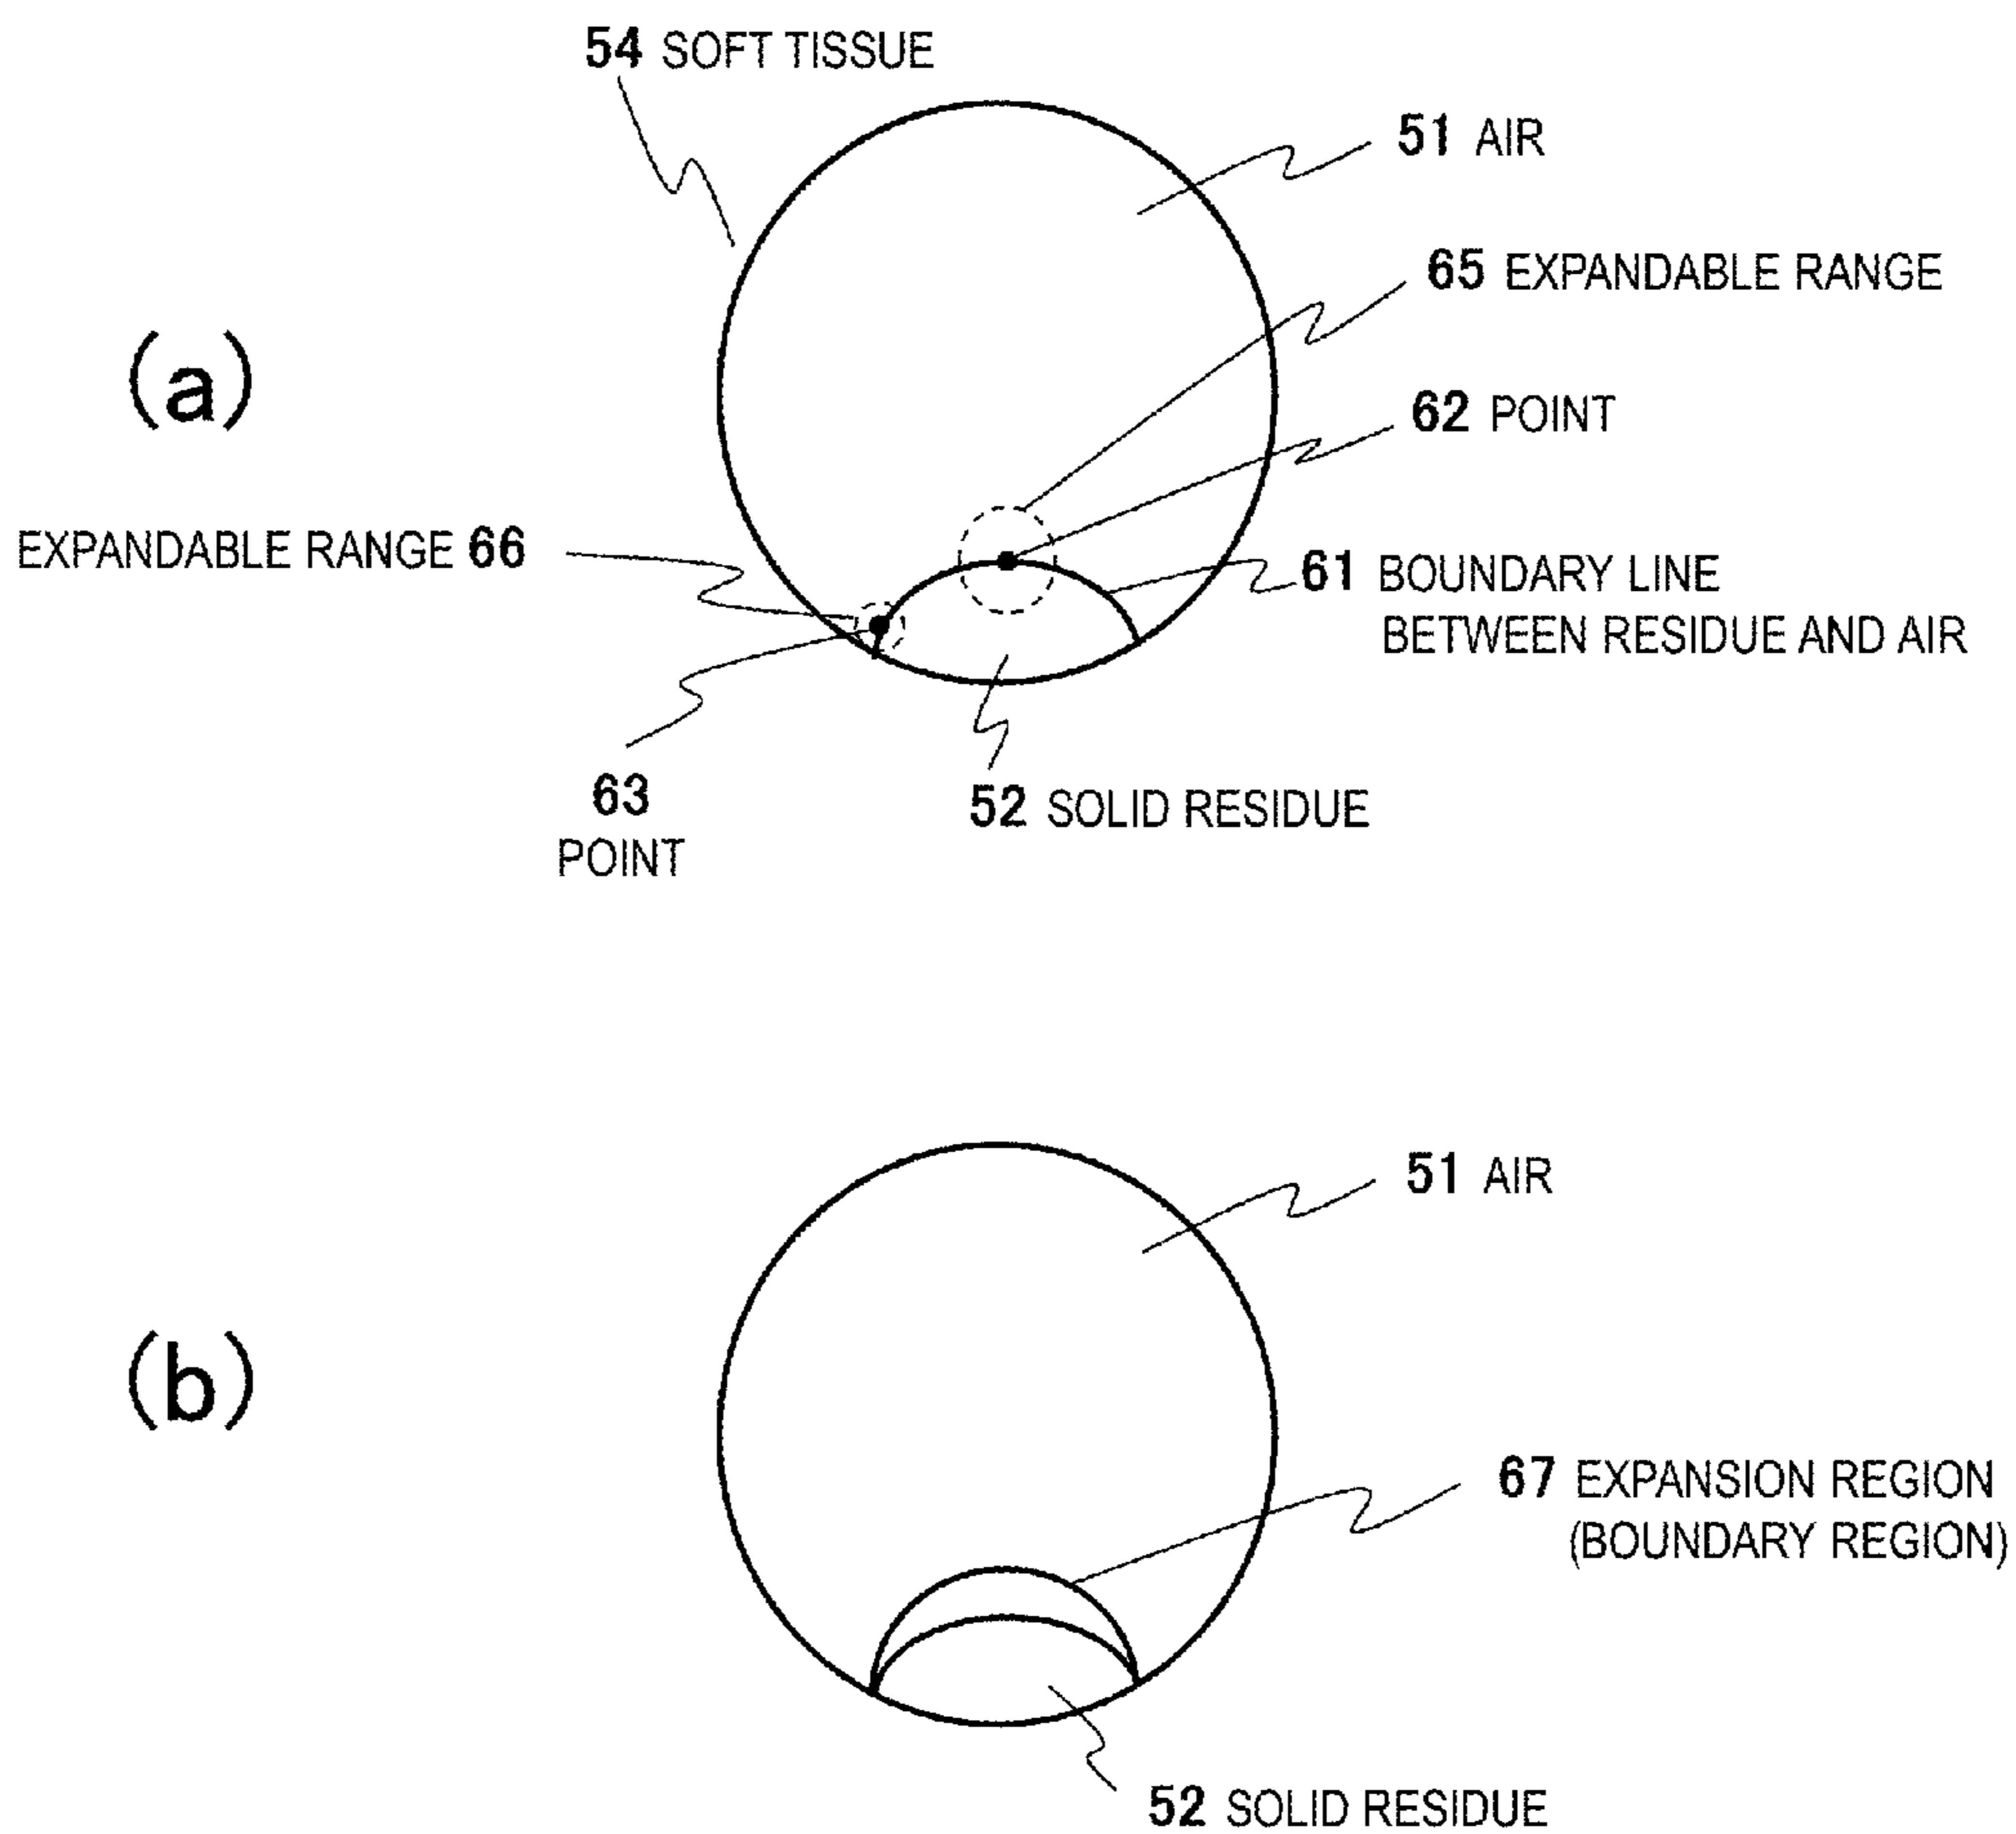 54 SOFT TISSUE
51 AIR
65 EXPANDABLE RANGE
(a)
62 POINT
EXPANDABLE RANGE 66
61 BOUNDARY LINE
BETWEEN RESIDUE AND AIR
63
POINT
52 SOLID RESIDUE
51 AIR
(b)
67 EXPANSION REGION
(BOUNDARY REGION)
52 SOLID RESIDUE